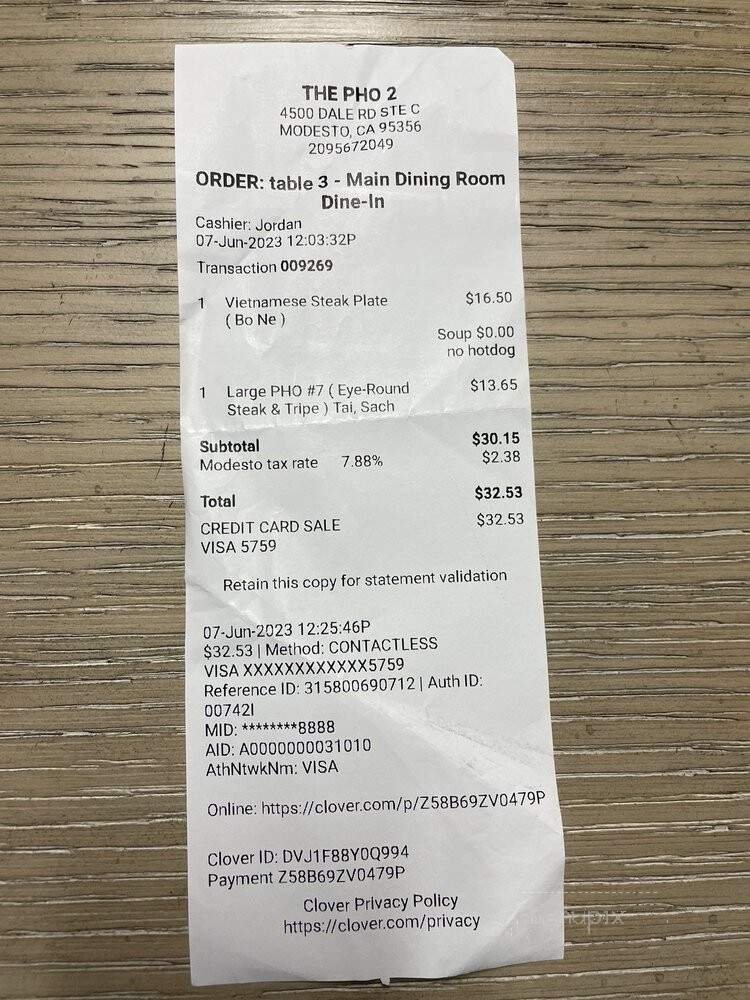 THE PHO 2
4500 DALE RD STE C
MODESTO, CA 95356
2095672049
ORDER: table 3 - Main Dining Room
Dine-In
Cashier: Jordan
07-Jun-2023 12:03:32P
Transaction 009269
1 Vietnamese Steak Plate $16.50
( Bo Ne )
Soup $0.00
no hotdog
1 Large PHO #7 ( Eye-Round $13.65
Steak & Tripe ) Tai, Sach
Subtotal $30.15
Modesto tax rate 7.88% $2.38
Total $32.53
CREDIT CARD SALE $32.53
VISA 5759
Retain this copy for statement validation
07-Jun-2023 12:25:46P
$32.53 | Method: CONTACTLESS
VISA XXXXXXXXXXXX5759
Reference ID: 315800690712 | Auth ID:
00742I
MID: ********8888
AID: A0000000031010
AthNtwkNm: VISA
Online: https://clover.com/p/Z58B69ZV0479P
Clover ID: DVJ1F88Y0Q994
Payment Z58B69ZV0479P
Clover Privacy Policy
https://clover.com/privacy